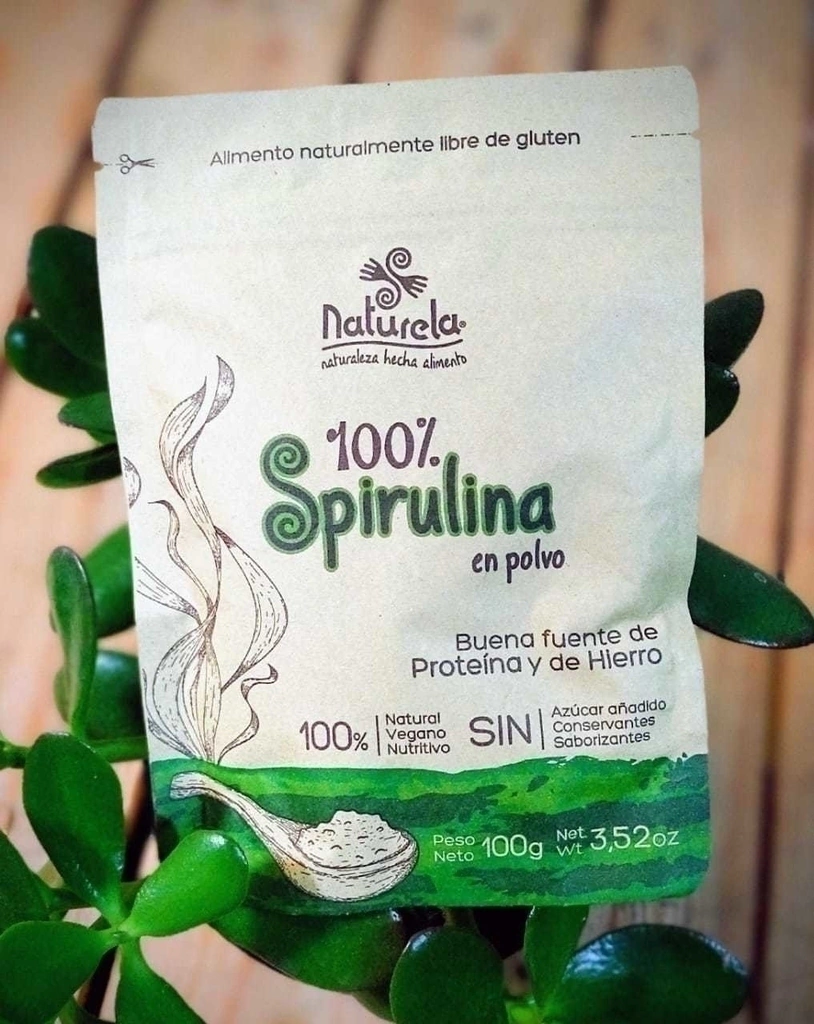 Alimento naturalmente libre de gluten
Naturela
naturaleza hecha alimento
100%
Spirulina
en polvo
Buena fuente de
Proteína y de Hierro
100% Natural
Vegano
Nutritivo
SIN Azúcar añadido
Conservantes
Saborizantes
Peso
Neto 100g
Net
Wt 3,52oz